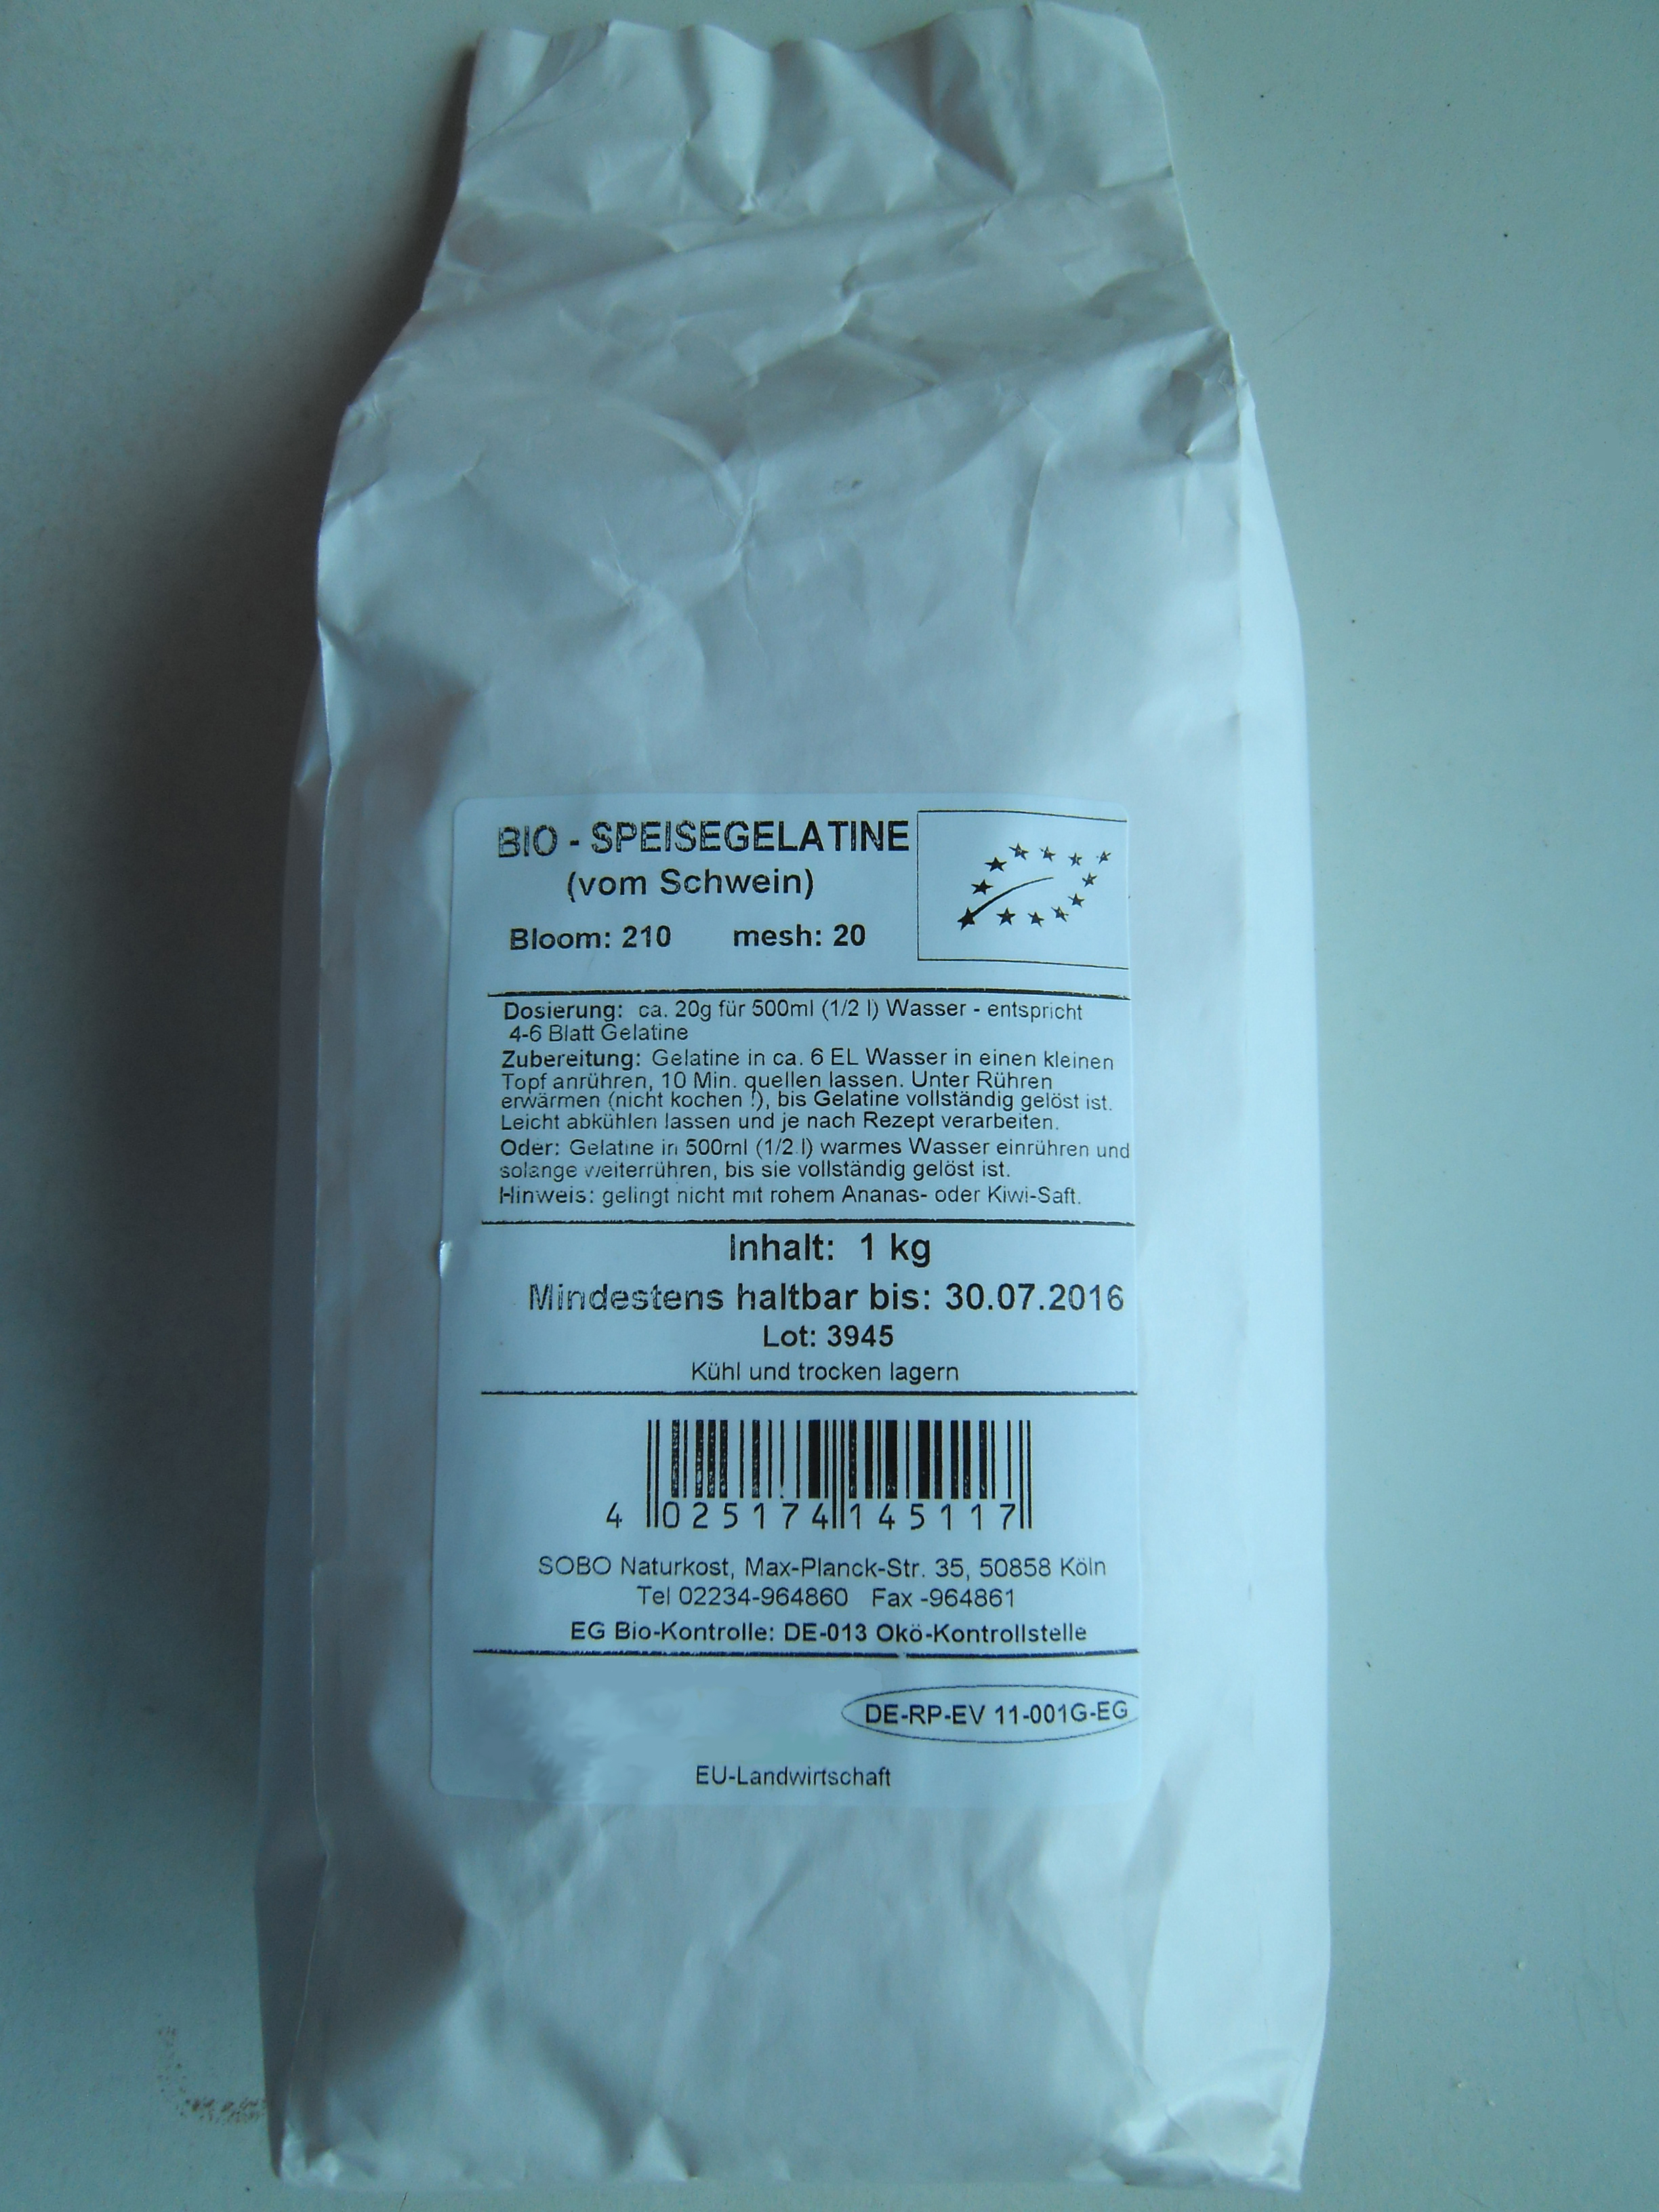 BIO - SPEISEGELATINE
(vom Schwein)
Bloom: 210 mesh: 20
Dosierung: ca. 20g für 500ml (1/2 l) Wasser - entspricht
4-6 Blatt Gelatine
Zubereitung: Gelatine in ca. 6 EL Wasser in einen kleinen
Topf anrühren, 10 Min. quellen lassen. Unter Rühren
erwärmen (nicht kochen !), bis Gelatine vollständig gelöst ist.
Leicht abkühlen lassen und je nach Rezept verarbeiten.
Oder: Gelatine in 500ml (1/2 l) warmes Wasser einrühren und
solange weiterrühren, bis sie vollständig gelöst ist.
Hinweis: gelingt nicht mit rohem Ananas- oder Kiwi-Saft.
Inhalt: 1 kg
Mindestens haltbar bis: 30.07.2016
Lot: 3945
Kühl und trocken lagern
4 025174 145117
SOBO Naturkost, Max-Planck-Str. 35, 50858 Köln
Tel 02234-964860 Fax -964861
EG Bio-Kontrolle: DE-013 Okö-Kontrollstelle
DE-RP-EV 11-001G-EG
EU-Landwirtschaft